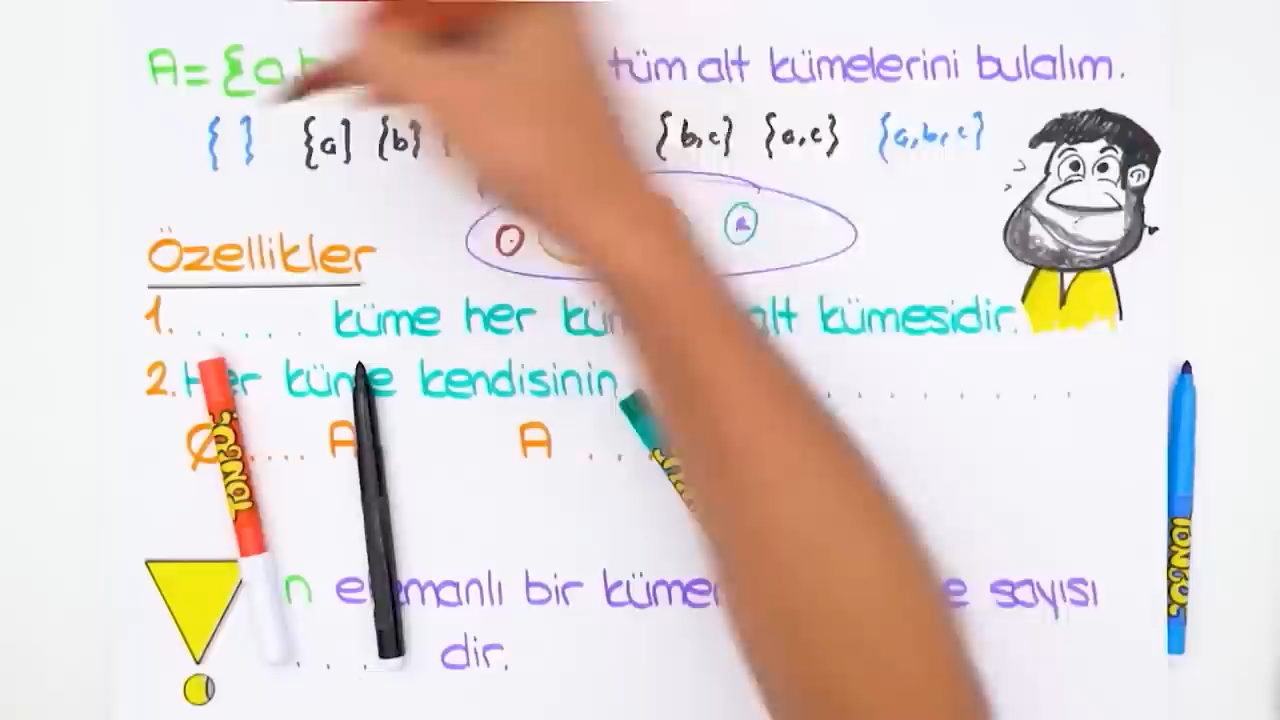 A = {a,b tüm alt kümelerini bulalım.
{ } {a} {b} { {b,c} {a,c} {a,b,c}
Özellikler
1. . . . . . küme her kü alt kümesidir.
2. Her küme kendisinin . . . . . . . . .
Ø . . . . A A . . .
n elemanlı bir küme e sayısı
. . . . dir.
TONGUÇ
TONGUÇ